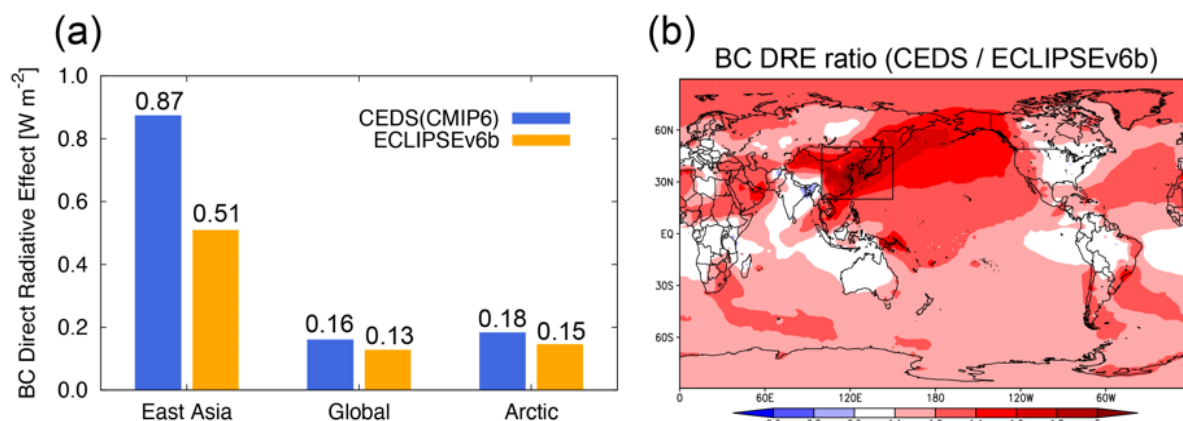 (a)
BC Direct Radiative Effect [W m-2]
1.0
0.8
0.6
0.4
0.2
0.0
0.87
0.51
0.16
0.13
0.18
0.15
CEDS(CMIP6)
ECLIPSEv6b
East Asia
Global
Arctic
(b)
BC DRE ratio (CEDS / ECLIPSEv6b)
60N
30N
EQ
30S
60S
0
60E
120E
180
120W
60W